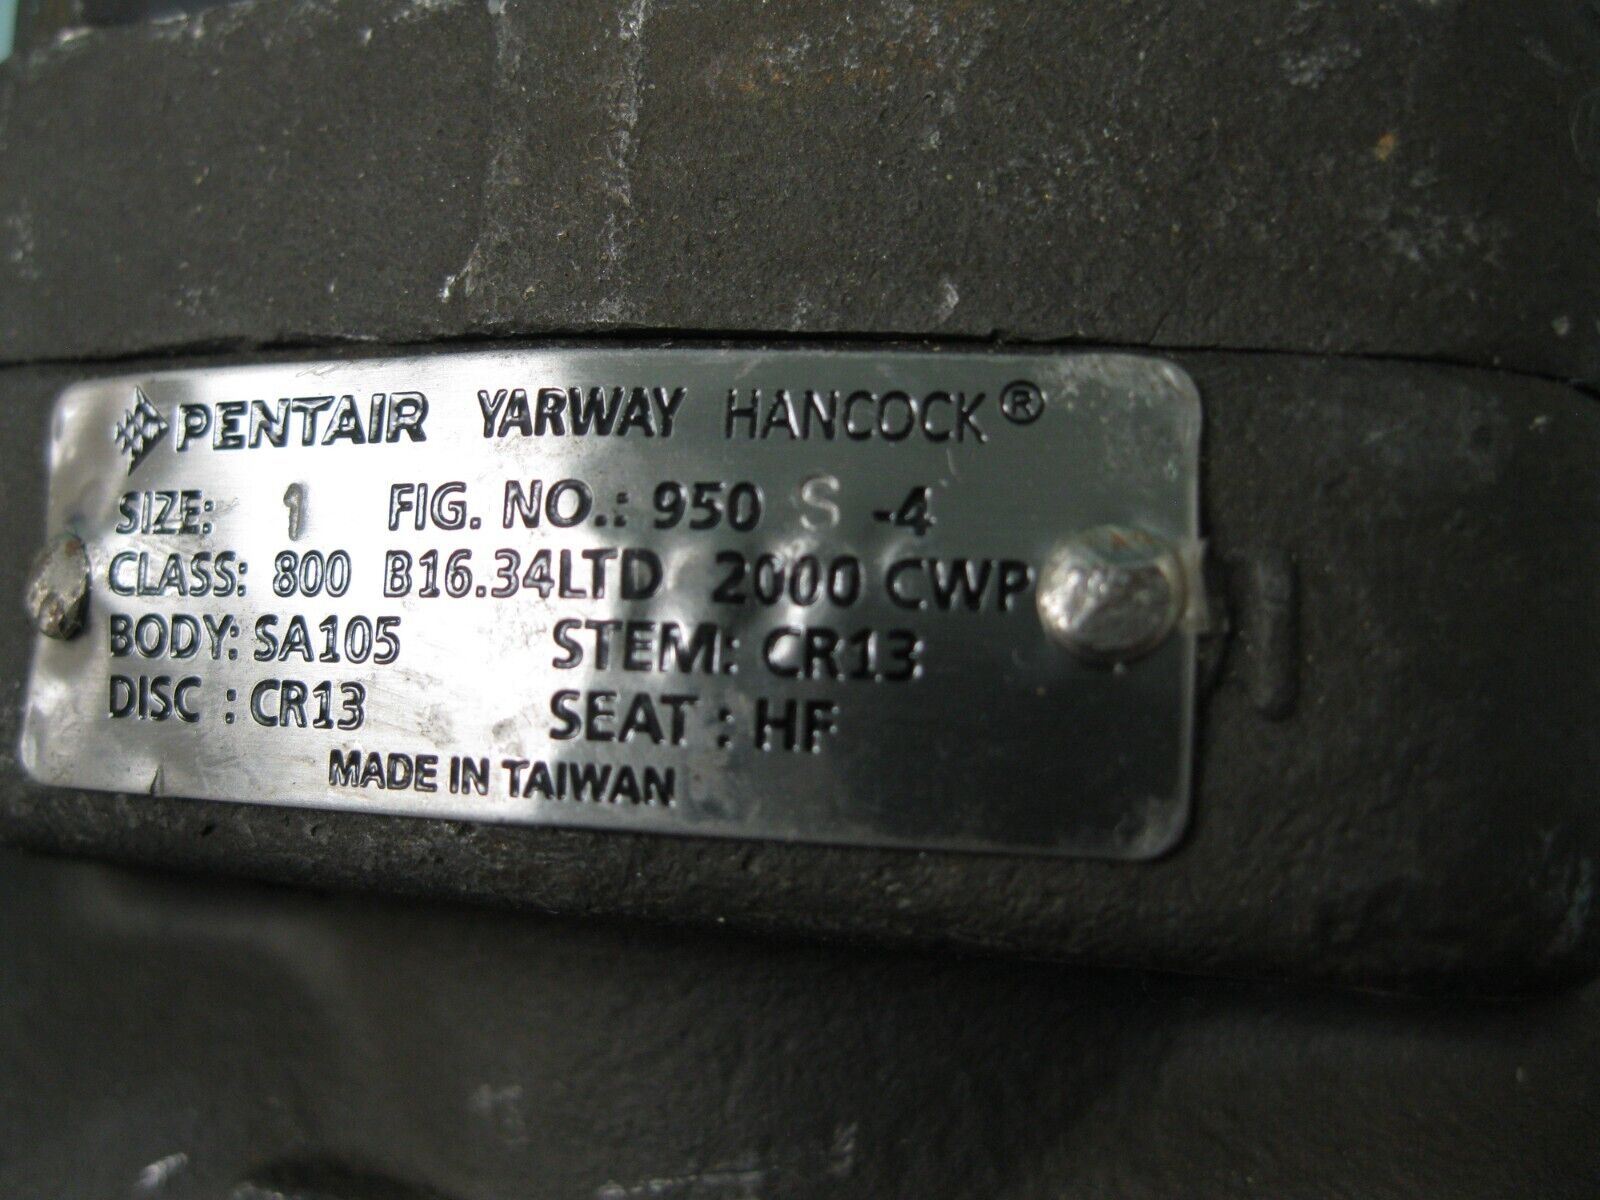 PENTAIR YARWAY HANCOCK®
SIZE: 1 FIG. NO.: 950 S -4
CLASS: 800 B16.34LTD 2000 CWP
BODY: SA105 STEM: CR13
DISC : CR13 SEAT : HF
MADE IN TAIWAN